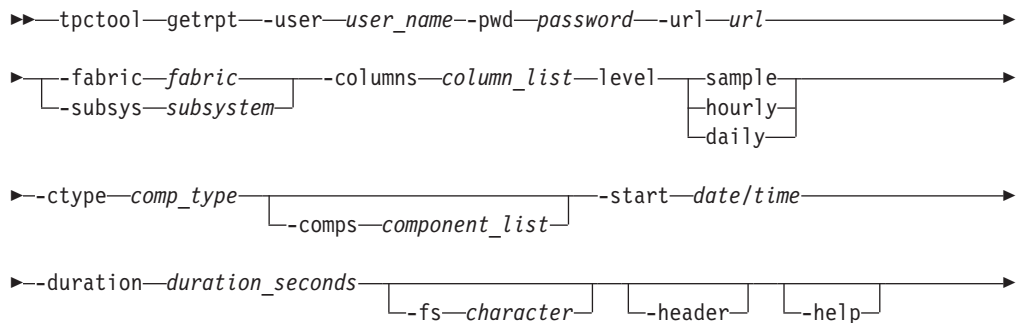 tpctool getrpt -user user_name -pwd password -url url
-fabric fabric -columns column_list level sample
-subsys subsystem hourly
daily
-ctype comp_type -start date/time
-comps component_list
-duration duration_seconds
-fs character -header -help